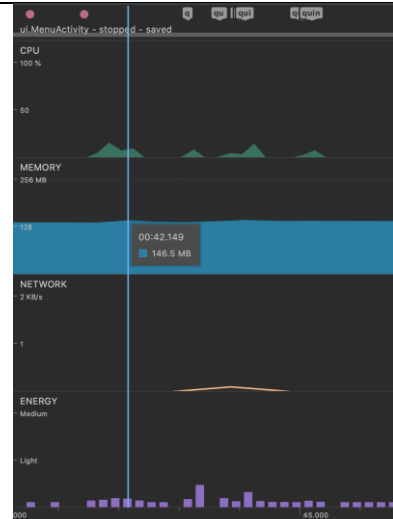 q qu qui q quin
ui.MenuActivity - stopped - saved
CPU
100 %
50
MEMORY
256 MB
128
00:42.149
146.5 MB
NETWORK
2 KB/s
1
ENERGY
Medium
Light
000 45.000